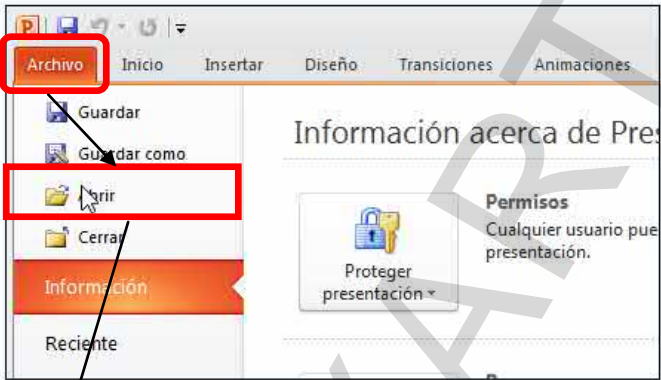 Archivo Inicio Insertar Diseño Transiciones Animaciones
Guardar
Guardar como
Abrir
Cerrar
Información
Reciente
Información acerca de Pres
Proteger
presentación
Permisos
Cualquier usuario pue
presentación.